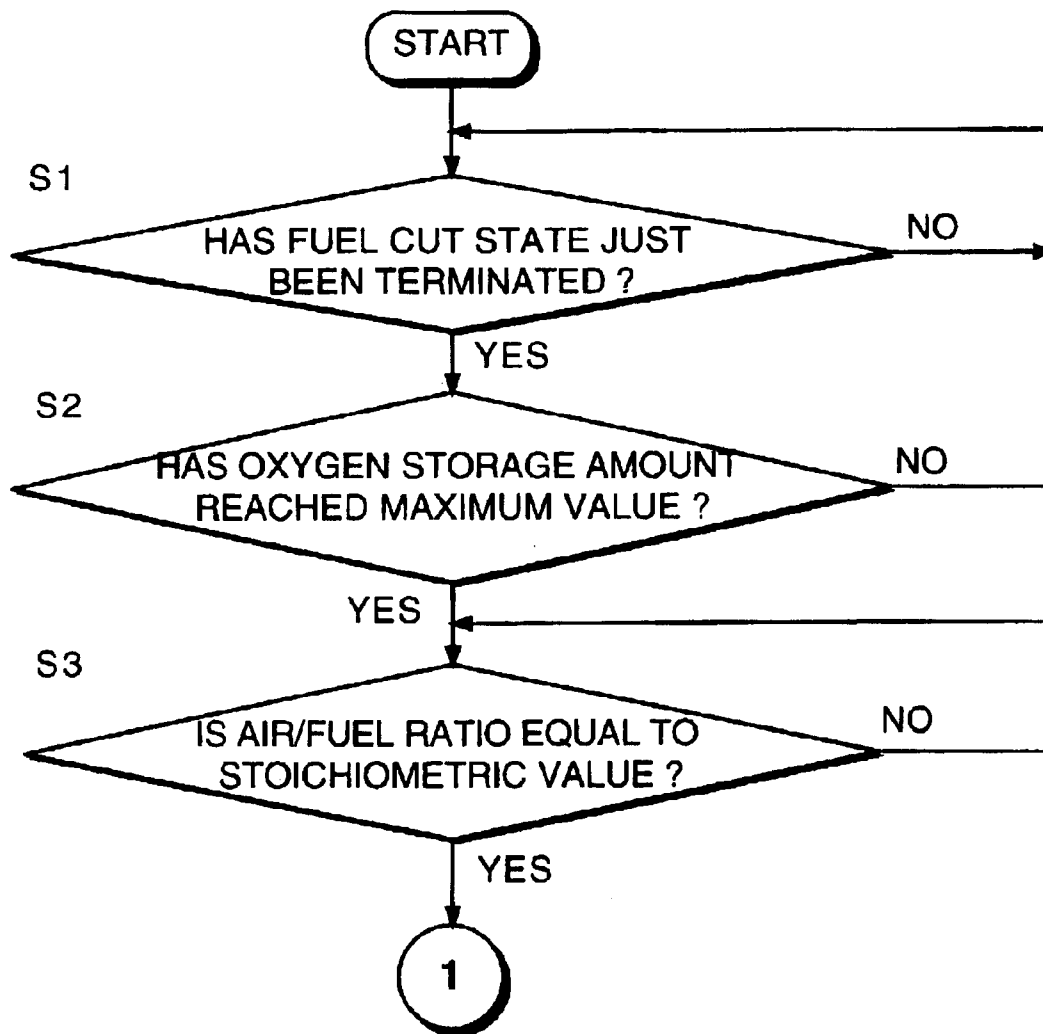 START
S1
HAS FUEL CUT STATE JUST
BEEN TERMINATED ?
NO
YES
S2
HAS OXYGEN STORAGE AMOUNT
REACHED MAXIMUM VALUE ?
NO
YES
S3
IS AIR/FUEL RATIO EQUAL TO
STOICHIOMETRIC VALUE ?
NO
YES
1